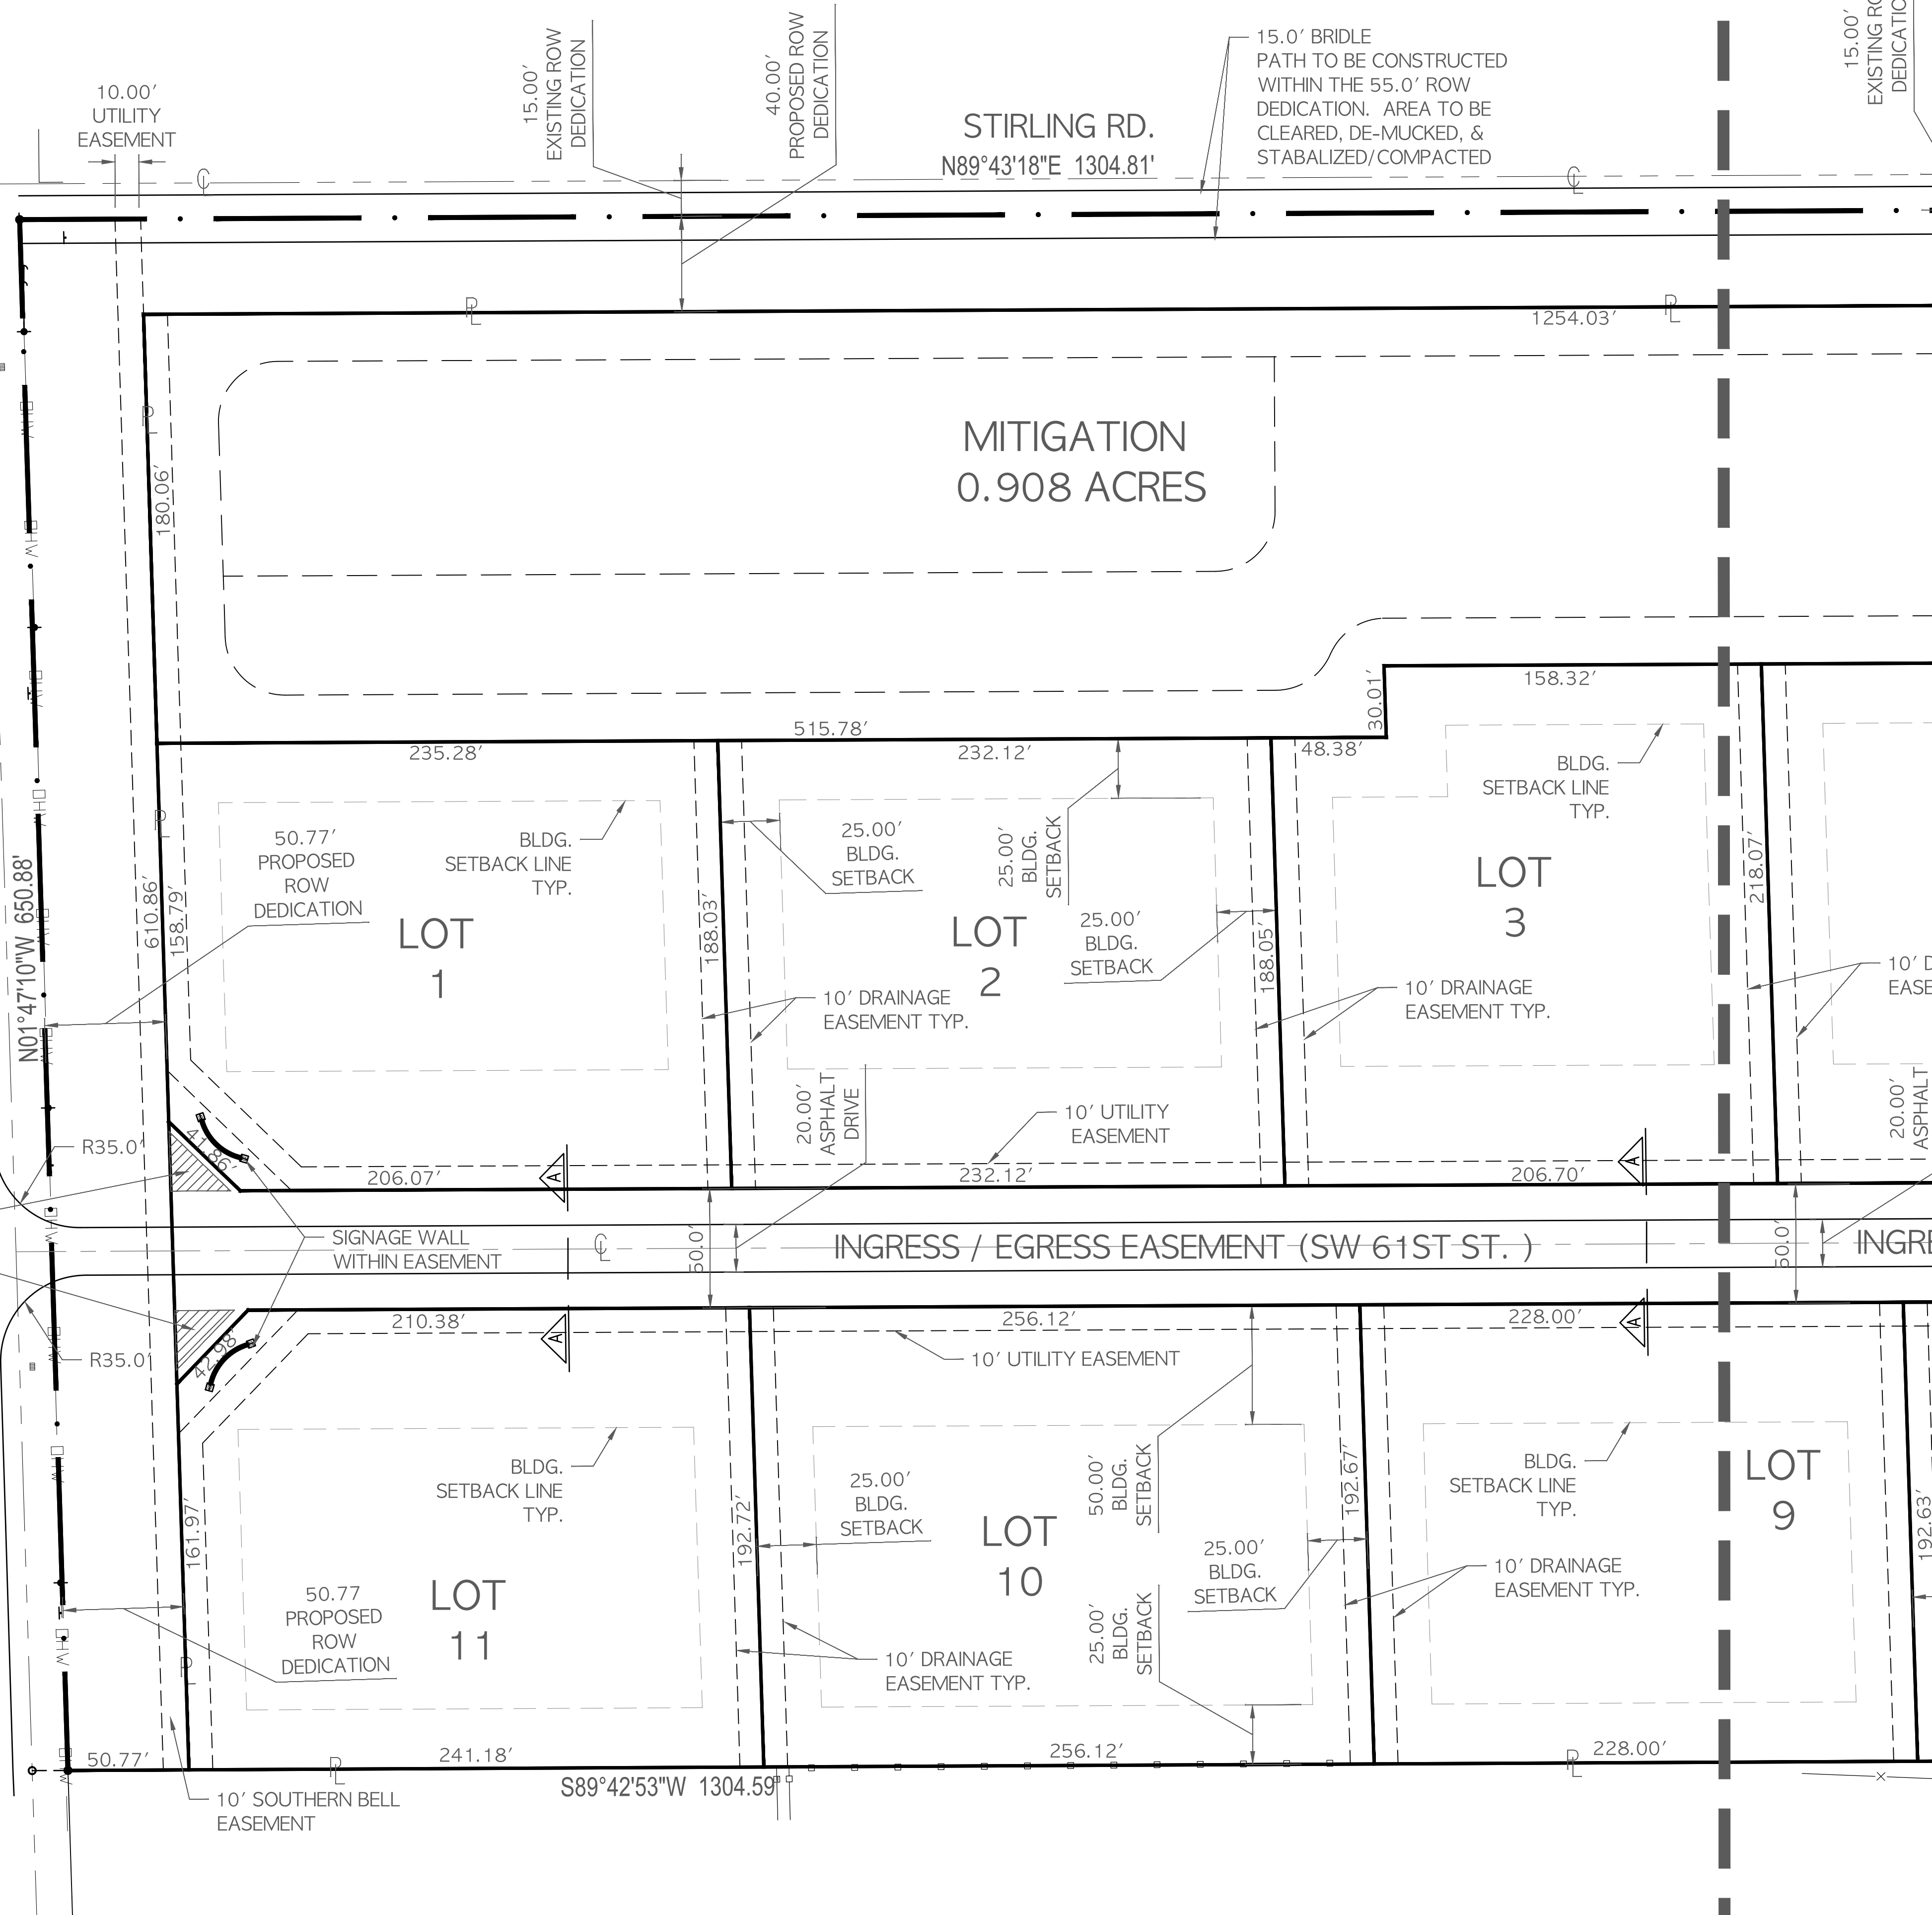 10.00'
UTILITY
EASEMENT
15.00'
EXISTING ROW
DEDICATION
40.00'
PROPOSED ROW
DEDICATION
STIRLING RD.
N89°43'18"E 1304.81'
15.0' BRIDLE
PATH TO BE CONSTRUCTED
WITHIN THE 55.0' ROW
DEDICATION. AREA TO BE
CLEARED, DE-MUCKED, &
STABALIZED/COMPACTED
15.00'
EXISTING RO
DEDICATIO
1254.03'
MITIGATION
0.908 ACRES
180.06'
515.78'
30.01'
158.32'
235.28'
232.12'
48.38'
BLDG.
SETBACK LINE
TYP.
50.77'
PROPOSED
ROW
DEDICATION
BLDG.
SETBACK LINE
TYP.
25.00'
BLDG.
SETBACK
25.00'
BLDG.
SETBACK
25.00'
BLDG.
SETBACK
LOT
1
LOT
2
LOT
3
N01°47'10"W 650.88'
610.86'
158.79'
188.03'
188.05'
218.07'
10' DRAINAGE
EASEMENT TYP.
10' DRAINAGE
EASEMENT TYP.
10' D
EASE
20.00'
ASPHALT
DRIVE
10' UTILITY
EASEMENT
20.00'
ASPHALT
R35.0'
41.86'
206.07'
A
232.12'
206.70'
A
SIGNAGE WALL
WITHIN EASEMENT
50.0'
INGRESS / EGRESS EASEMENT (SW 61ST ST. )
50.0'
INGRE
R35.0'
42.98'
210.38'
A
256.12'
228.00'
A
10' UTILITY EASEMENT
BLDG.
SETBACK LINE
TYP.
25.00'
BLDG.
SETBACK
50.00'
BLDG.
SETBACK
25.00'
BLDG.
SETBACK
BLDG.
SETBACK LINE
TYP.
LOT
9
161.97'
192.72'
192.67'
192.63'
LOT
10
LOT
11
50.77
PROPOSED
ROW
DEDICATION
10' DRAINAGE
EASEMENT TYP.
25.00'
BLDG.
SETBACK
10' DRAINAGE
EASEMENT TYP.
50.77'
241.18'
256.12'
228.00'
S89°42'53"W 1304.59'
10' SOUTHERN BELL
EASEMENT